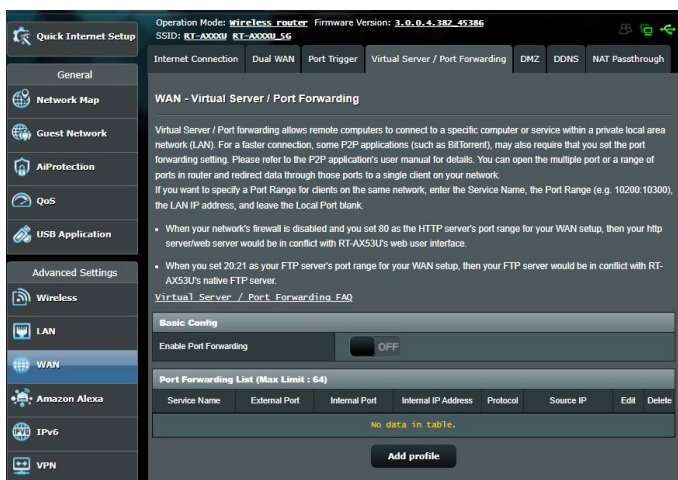 Quick Internet Setup
General
Network Map
Guest Network
AiProtection
QoS
USB Application
Advanced Settings
Wireless
LAN
WAN
Amazon Alexa
IPv6
VPN
Operation Mode: Wireless router Firmware Version: 3.0.0.4.382_45386
SSID: RT-AXXXU RT-AXXXU_5G
Internet Connection Dual WAN Port Trigger Virtual Server / Port Forwarding DMZ DDNS NAT Passthrough
WAN - Virtual Server / Port Forwarding
Virtual Server / Port forwarding allows remote computers to connect to a specific computer or service within a private local area
network (LAN). For a faster connection, some P2P applications (such as BitTorrent), may also require that you set the port
forwarding setting. Please refer to the P2P application's user manual for details. You can open the multiple port or a range of
ports in router and redirect data through those ports to a single client on your network.
If you want to specify a Port Range for clients on the same network, enter the Service Name, the Port Range (e.g. 10200:10300),
the LAN IP address, and leave the Local Port blank.
• When your network's firewall is disabled and you set 80 as the HTTP server's port range for your WAN setup, then your http
server/web server would be in conflict with RT-AX53U's web user interface.
• When you set 20:21 as your FTP server's port range for your WAN setup, then your FTP server would be in conflict with RT-
AX53U's native FTP server.
Virtual Server / Port Forwarding FAQ
Basic Config
Enable Port Forwarding OFF
Port Forwarding List (Max Limit : 64)
Service Name External Port Internal Port Internal IP Address Protocol Source IP Edit Delete
No data in table.
Add profile